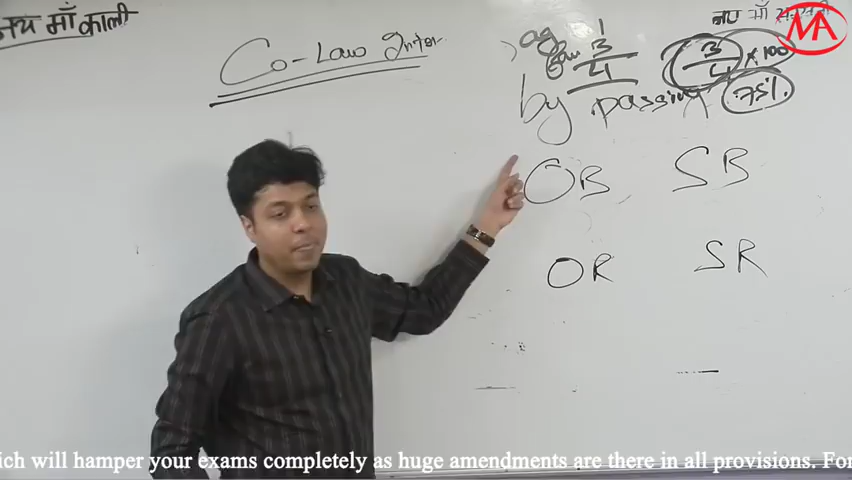 जय माँ काली
Co-Law Inter
3/4
3/4 × 100
by passing 75%
OB SB
OR SR
MA
ich will hamper your exams completely as huge amendments are there in all provisions. For